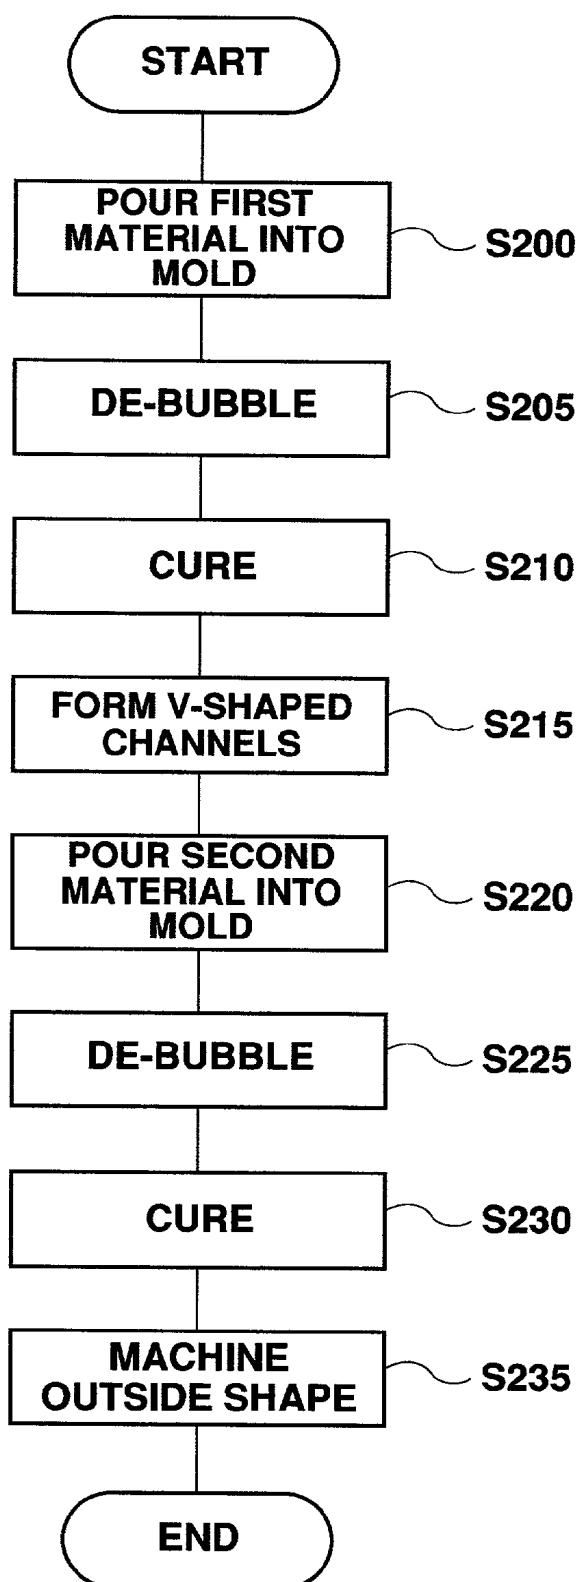 START
POUR FIRST
MATERIAL INTO
MOLD
S200
DE-BUBBLE
S205
CURE
S210
FORM V-SHAPED
CHANNELS
S215
POUR SECOND
MATERIAL INTO
MOLD
S220
DE-BUBBLE
S225
CURE
S230
MACHINE
OUTSIDE SHAPE
S235
END